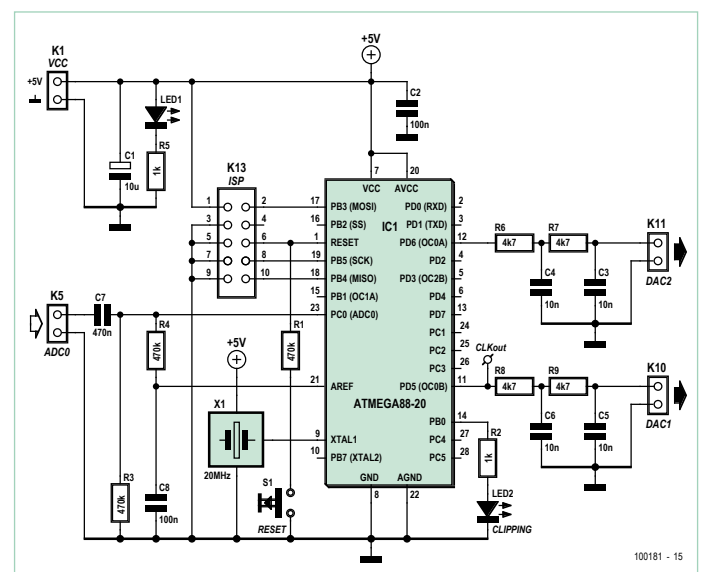 +5V
K1
VCC
+5V
LED1
C2
100n
C1
10u
R5
1k
K13
ISP
1
2
3
4
5
6
7
8
9
10
7
20
VCC
AVCC
IC1
17
PB3 (MOSI)
PD0 (RXD)
2
16
PB2 (SS)
PD1 (TXD)
3
1
RESET
PD6 (OC0A)
12
19
PB5 (SCK)
PD2
4
18
PB4 (MISO)
PD3 (OC2B)
5
15
PB1 (OC1A)
PD4
6
23
PC0 (ADC0)
PD7
13
PC1
24
PC2
25
PC3
26
21
AREF
PD5 (OC0B)
11
ATMEGA88-20
PB0
14
9
XTAL1
PC4
27
10
PB7 (XTAL2)
PC5
28
GND
AGND
8
22
R6
4k7
R7
4k7
K11
DAC2
C4
10n
C3
10n
CLKout
R8
4k7
R9
4k7
K10
DAC1
C6
10n
C5
10n
R2
1k
LED2
CLIPPING
K5
ADC0
C7
470n
R4
470k
R1
470k
+5V
X1
20MHz
S1
RESET
R3
470k
C8
100n
100181 - 15